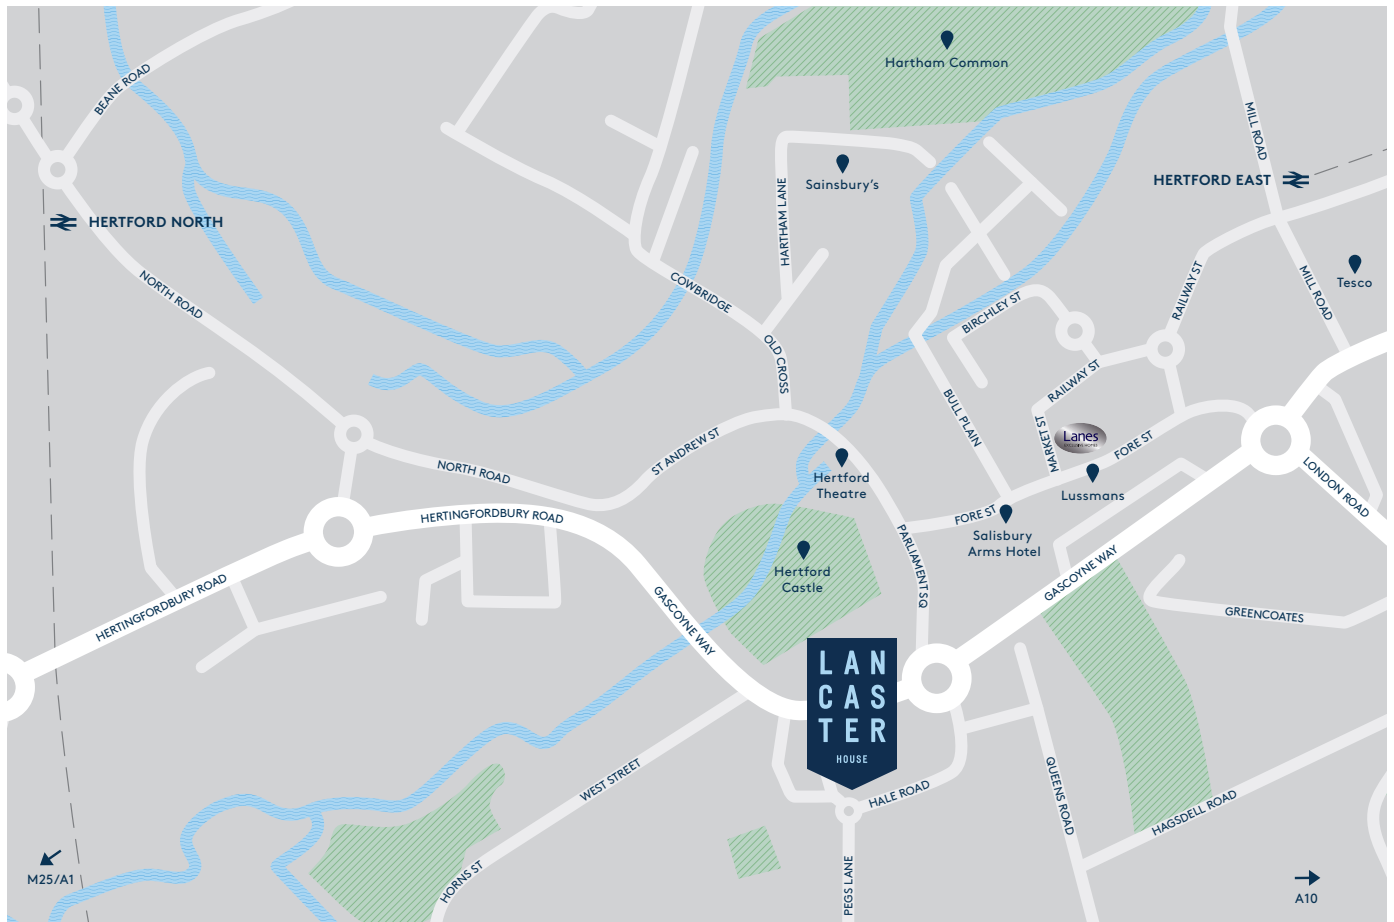 Hartham Common
BEANE ROAD
MILL ROAD
Sainsbury's
HERTFORD EAST
HARTHAM LANE
HERTFORD NORTH
NORTH ROAD
COWBRIDGE
RAILWAY ST
MILL ROAD
Tesco
BIRCHLEY ST
OLD CROSS
RAILWAY ST
BULL PLAIN
MARKET ST
Lanes
FORE ST
ST ANDREW ST
NORTH ROAD
Hertford
Theatre
Lussmans
LONDON ROAD
HERTINGFORDBURY ROAD
FORE ST
Salisbury
Arms Hotel
PARLIAMENT SQ
Hertford
Castle
GASCOYNE WAY
HERTINGFORDBURY ROAD
GASCOYNE WAY
GREENCOATES
LAN
CAS
TER
HOUSE
WEST STREET
HALE ROAD
QUEENS ROAD
HAGSDELL ROAD
HORNS ST
PEGS LANE
M25/A1
A10